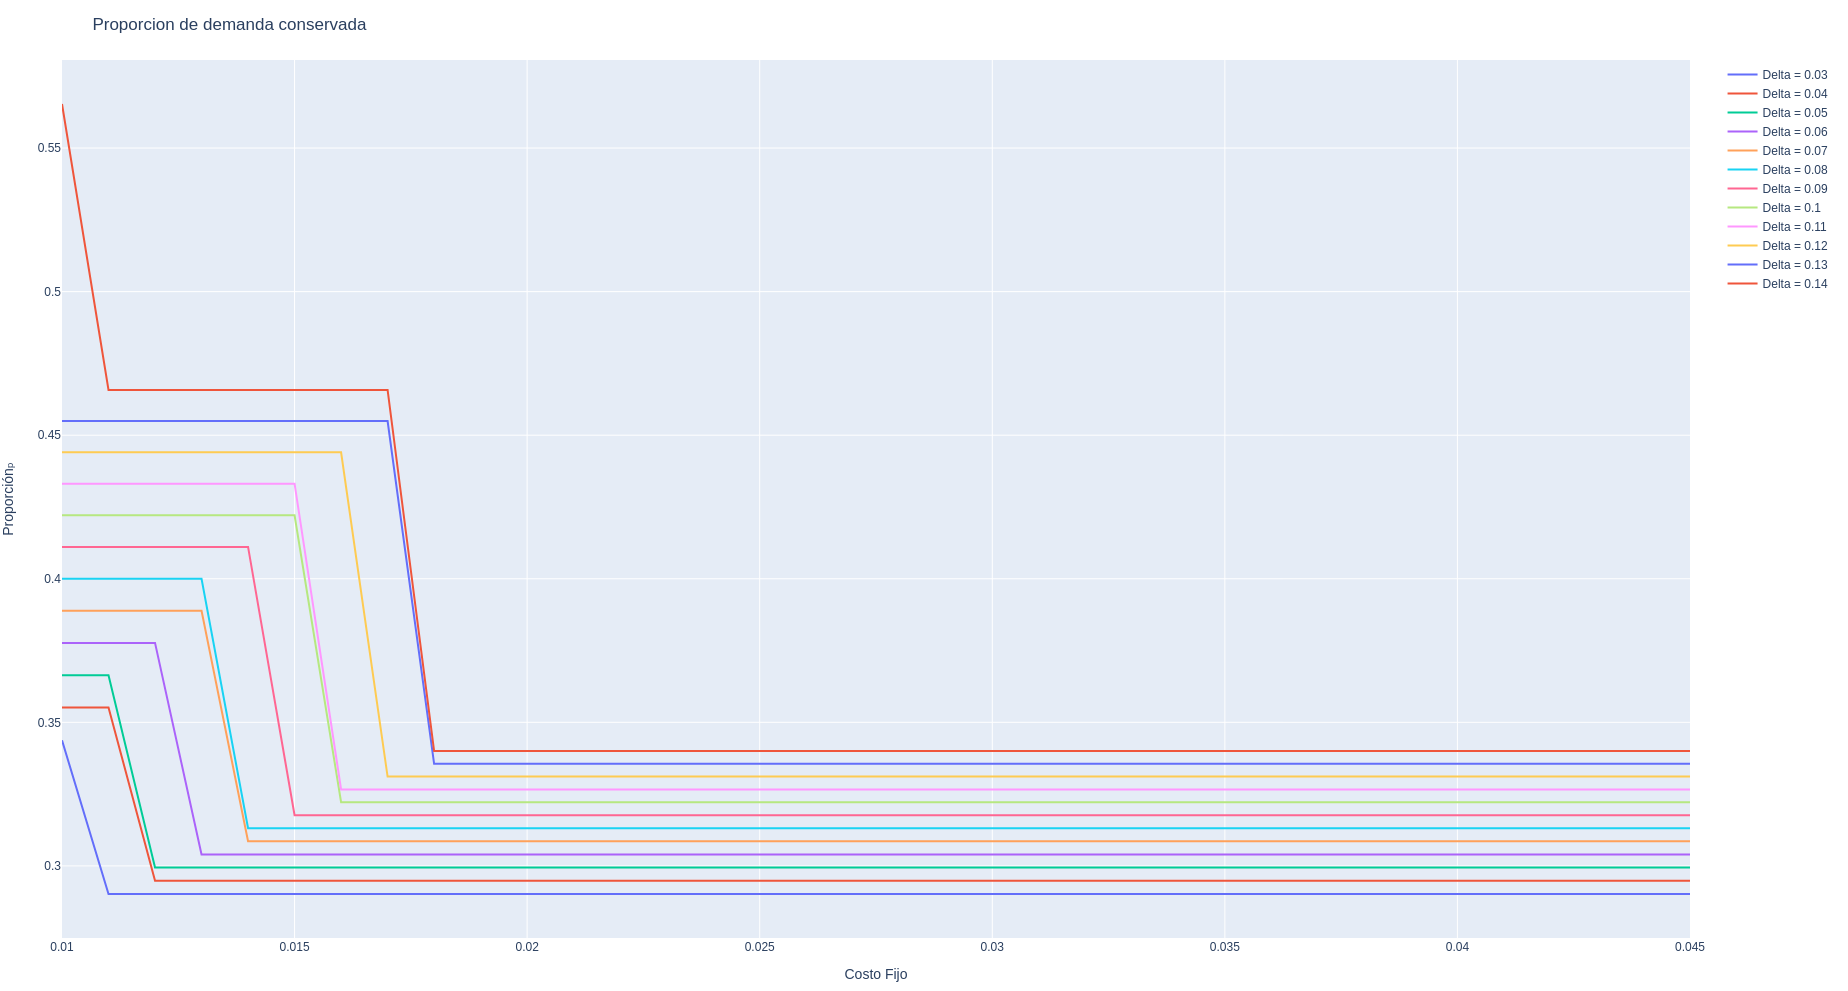 Proporcion de demanda conservada
Delta = 0.03
Delta = 0.04
Delta = 0.05
Delta = 0.06
Delta = 0.07
Delta = 0.08
Delta = 0.09
Delta = 0.1
Delta = 0.11
Delta = 0.12
Delta = 0.13
Delta = 0.14
Proporciónₚ
0.55
0.5
0.45
0.4
0.35
0.3
0.01 0.015 0.02 0.025 0.03 0.035 0.04 0.045
Costo Fijo